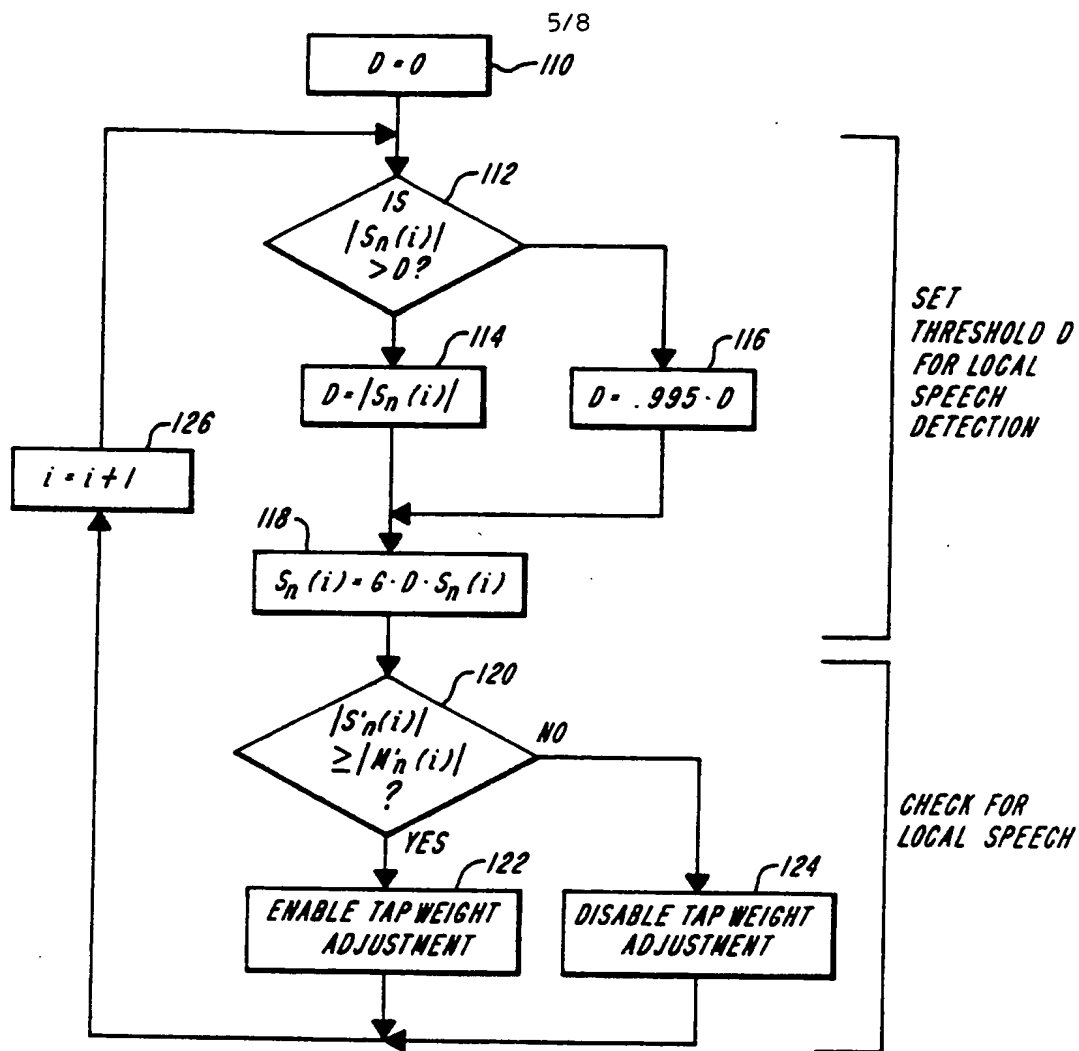 5/8
D = 0
110
112
IS
|Sn(i)|
> D?
114
D = |Sn(i)|
116
D = .995 · D
SET
THRESHOLD D
FOR LOCAL
SPEECH
DETECTION
126
i = i + 1
118
Sn(i) = G · D · Sn(i)
120
|S'n(i)|
≥ |M'n(i)|
?
NO
YES
CHECK FOR
LOCAL SPEECH
122
ENABLE TAP WEIGHT
ADJUSTMENT
124
DISABLE TAP WEIGHT
ADJUSTMENT